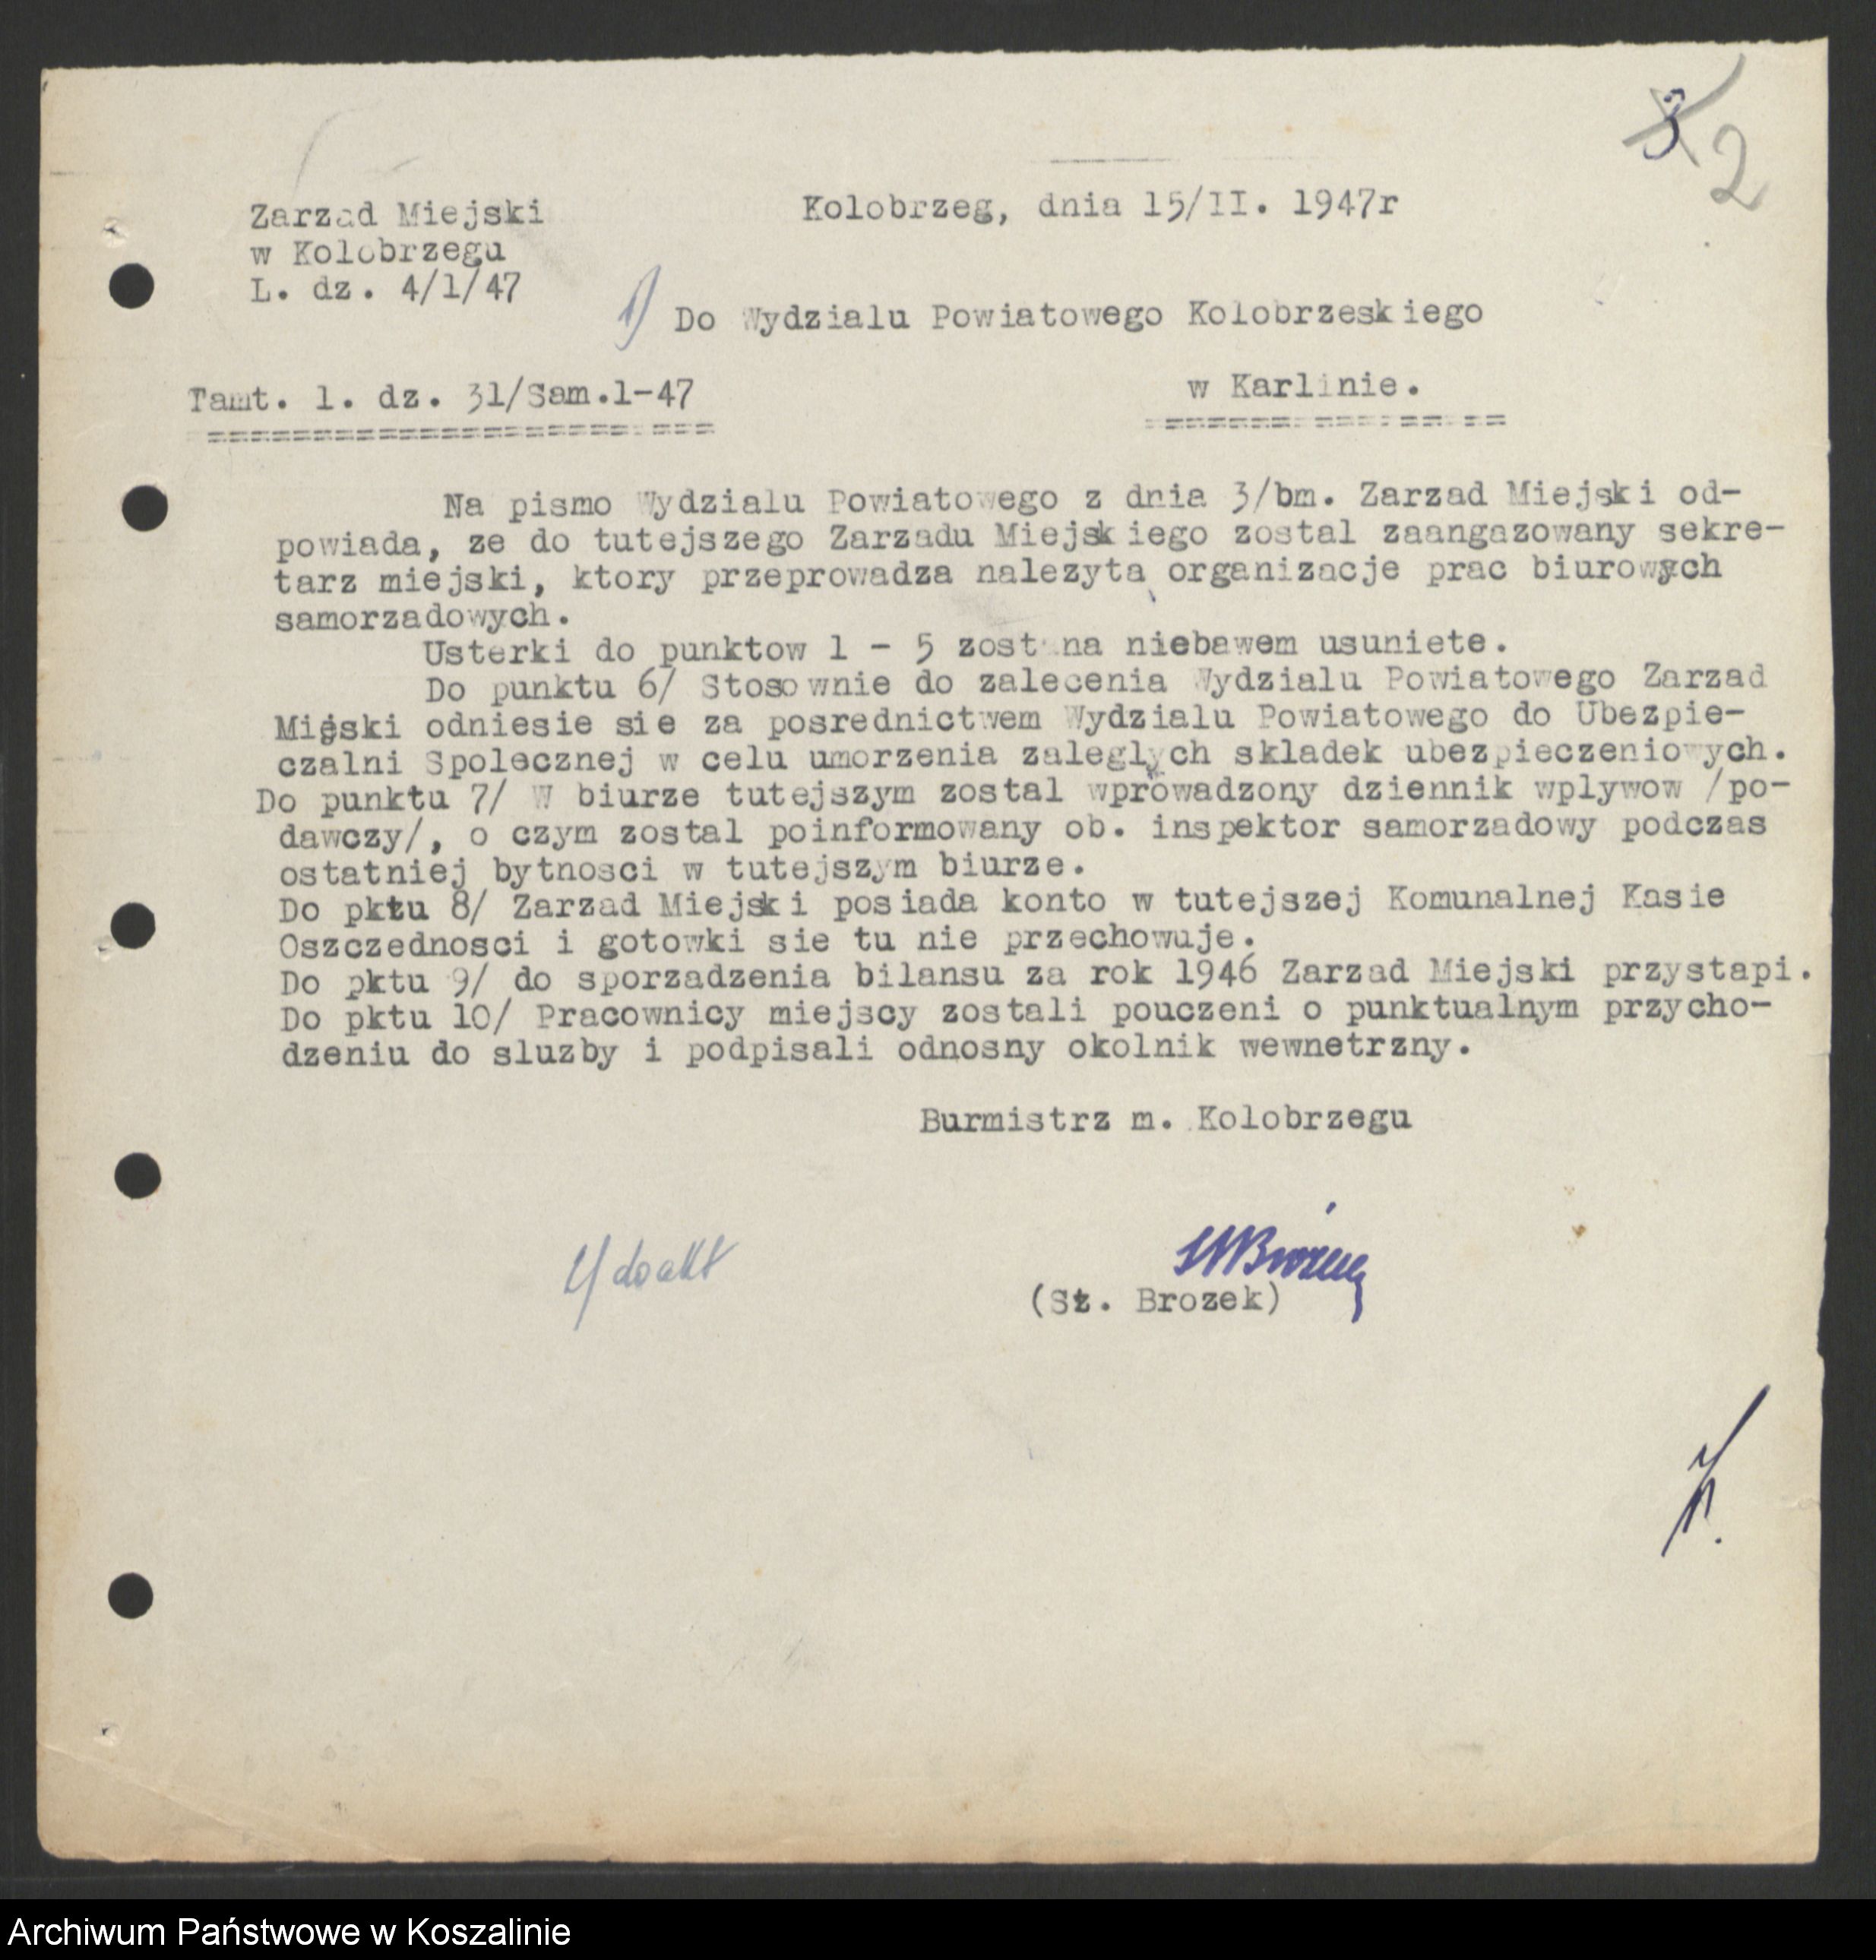 3 2
Zarzad Miejski
w Kolobrzegu
L. dz. 4/1/47
Kolobrzeg, dnia 15/II. 1947r
1/ Do Wydzialu Powiatowego Kolobrzeskiego
w Karlinie.
Tamt. l. dz. 31/Sam.1-47
Na pismo Wydzialu Powiatowego z dnia 3/bm. Zarzad Miejski od-
powiada, ze do tutejszego Zarzadu Miejskiego zostal zaangazowany sekre-
tarz miejski, ktory przeprowadza nalezyta organizacje prac biurowych
samorzadowych.
Usterki do punktow 1 - 5 zostana niebawem usuniete.
Do punktu 6/ Stosownie do zalecenia Wydzialu Powiatowego Zarzad
Miejski odniesie sie za posrednictwem Wydzialu Powiatowego do Ubezpie-
czalni Spolecznej w celu umorzenia zaleglych skladek ubezpieczeniowych.
Do punktu 7/ W biurze tutejszym zostal wprowadzony dziennik wplywow /po-
dawczy/, o czym zostal poinformowany ob. inspektor samorzadowy podczas
ostatniej bytnosci w tutejszym biurze.
Do pktu 8/ Zarzad Miejski posiada konto w tutejszej Komunalnej Kasie
Oszczednosci i gotowki sie tu nie przechowuje.
Do pktu 9/ do sporzadzenia bilansu za rok 1946 Zarzad Miejski przystapi.
Do pktu 10/ Pracownicy miejscy zostali pouczeni o punktualnym przycho-
dzeniu do sluzby i podpisali odnosny okolnik wewnetrzny.
Burmistrz m. Kolobrzegu
do akt
(St. Brozek)
Archiwum Państwowe w Koszalinie